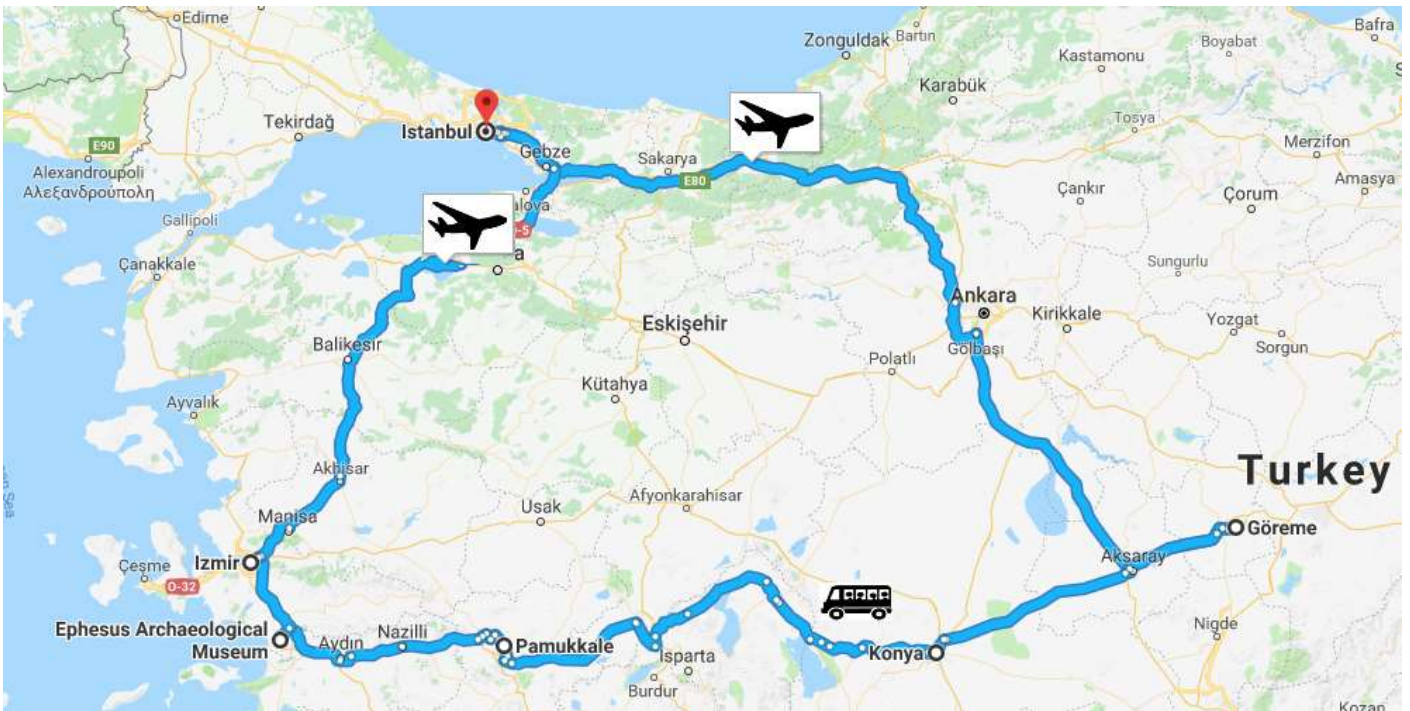 Edirne
Zonguldak
Bartın
Kastamonu
Boyabat
Bafra
Karabük
Istanbul
Tekirdağ
E90
Gebze
Sakarya
E80
Tosya
Merzifon
Alexandroupoli
Αλεξανδρούπολη
Çankır
Çorum
Amasya
Gallipoli
Çanakkale
Sungurlu
Ankara
Kirikkale
Yozgat
Sorgun
Eskişehir
Polatlı
Gölbaşı
Balikesir
Kütahya
Ayvalık
Akhisar
Turkey
Usak
Afyonkarahisar
Manisa
Göreme
Izmir
Çeşme
O-32
Aksaray
Ephesus Archaeological
Museum
Aydın
Nazilli
Pamukkale
Isparta
Konya
Niğde
Burdur
Kozan